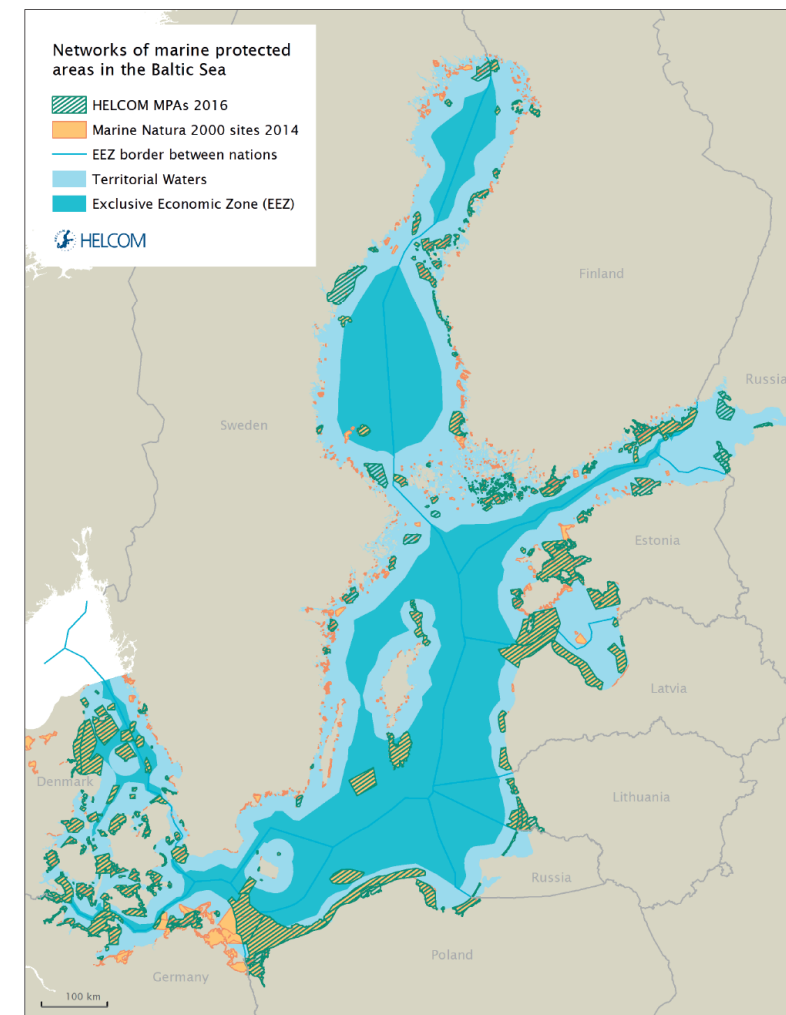 Networks of marine protected
areas in the Baltic Sea
HELCOM MPAs 2016
Marine Natura 2000 sites 2014
EEZ border between nations
Territorial Waters
Exclusive Economic Zone (EEZ)
HELCOM
Finland
Russia
Sweden
Estonia
Latvia
Denmark
Lithuania
Russia
Poland
Germany
100 km